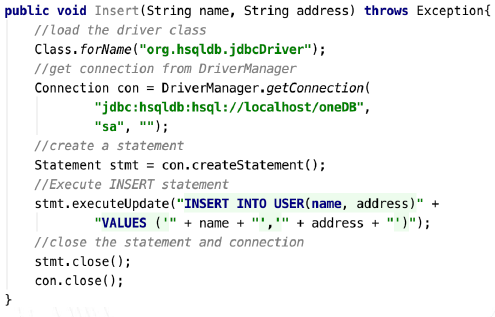 public void Insert(String name, String address) throws Exception{
    //load the driver class
    Class.forName("org.hsqldb.jdbcDriver");
    //get connection from DriverManager
    Connection con = DriverManager.getConnection(
            "jdbc:hsqldb:hsql://localhost/oneDB",
            "sa", "");
    //create a statement
    Statement stmt = con.createStatement();
    //Execute INSERT statement
    stmt.executeUpdate("INSERT INTO USER(name, address)" +
            "VALUES ('" + name + "','" + address + "')");
    //close the statement and connection
    stmt.close();
    con.close();
}